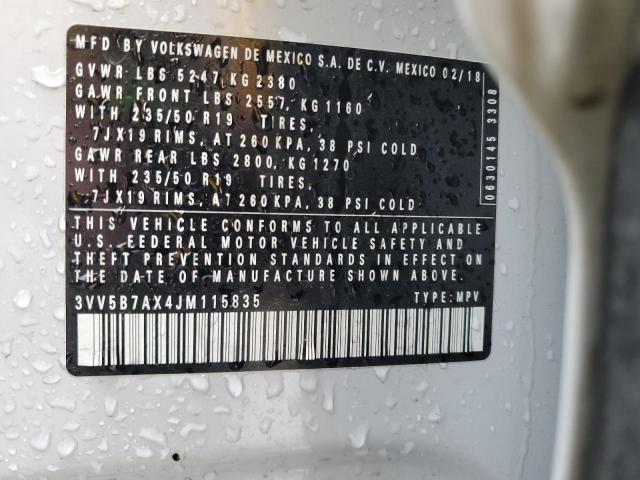 MFD BY VOLKSWAGEN DE MEXICO S.A. DE C.V. MEXICO 02/18
GVWR LBS 5247, KG 2380
GAWR FRONT LBS 2557, KG 1160
WITH 235/50 R19 TIRES,
7JX19 RIMS, AT 260 KPA, 38 PSI COLD
GAWR REAR LBS 2800, KG 1270
WITH 235/50 R19 TIRES,
7JX19 RIMS, AT 260 KPA, 38 PSI COLD
THIS VEHICLE CONFORMS TO ALL APPLICABLE
U.S. FEDERAL MOTOR VEHICLE SAFETY AND
THEFT PREVENTION STANDARDS IN EFFECT ON
THE DATE OF MANUFACTURE SHOWN ABOVE.
3VV5B7AX4JM115835 TYPE:MPV
0630145 3308